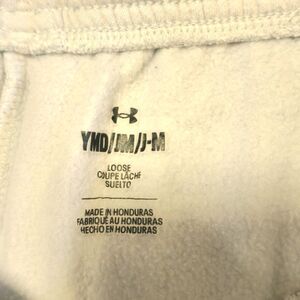 YMD/JM/J-M
LOOSE
COUPE LÂCHE
SUELTO
MADE IN HONDURAS
FABRIQUÉ AU HONDURAS
HECHO EN HONDURAS